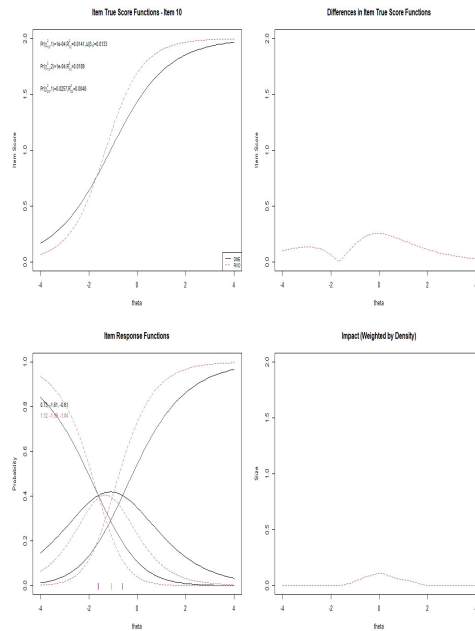 Item True Score Functions - Item 10
Differences in Item True Score Functions
Item Score
theta
Item Score
theta
2.0
1.5
1.0
0.5
0.0
-4 -2 0 2 4
2.0
1.5
1.0
0.5
0.0
-4 -2 0 2
Item Response Functions
Impact (Weighted by Density)
Probability
theta
Size
theta
1.0
0.8
0.6
0.4
0.2
0.0
-4 -2 0 2 4
2.0
1.5
1.0
0.5
0.0
-4 -2 0 2